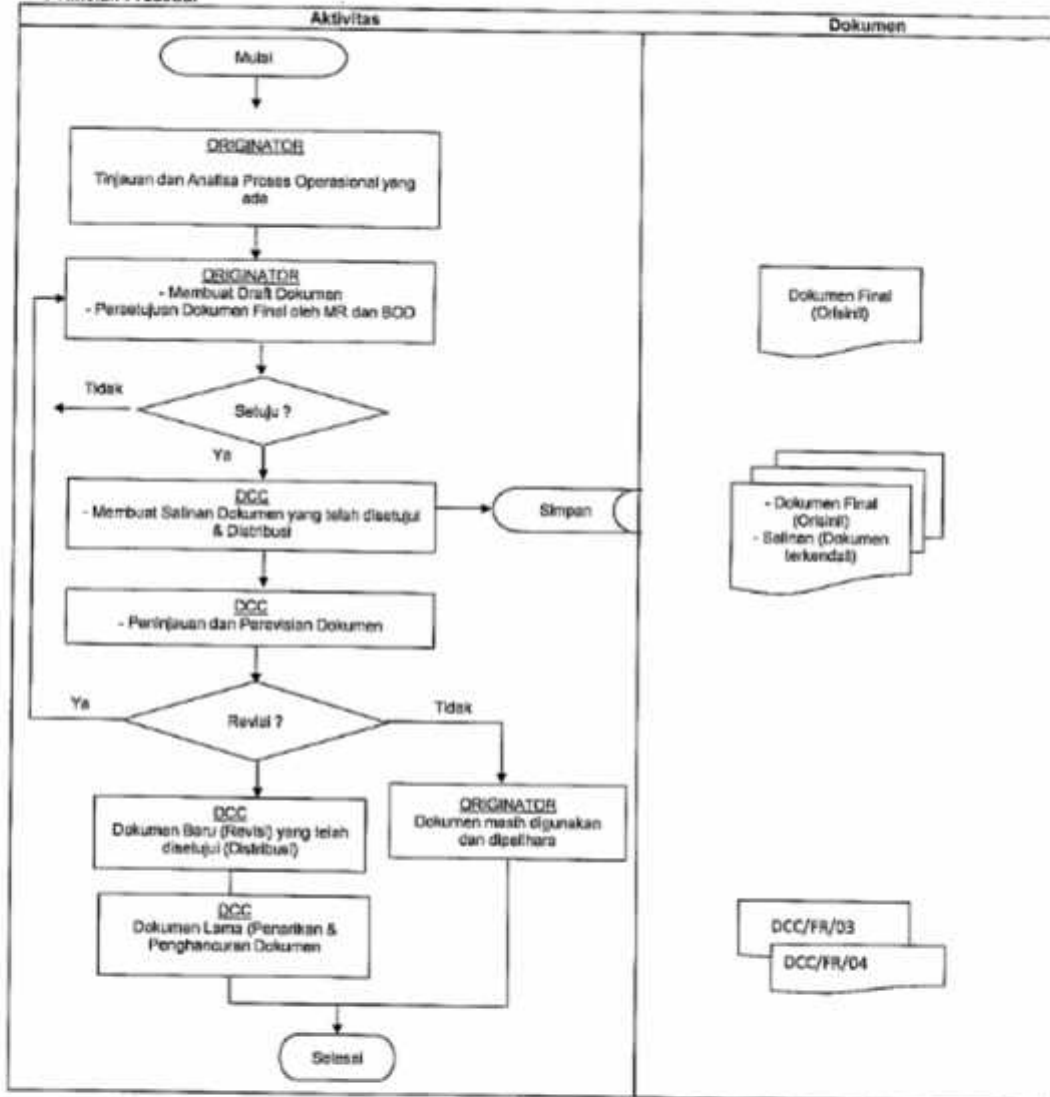 Aktivitas
Dokumen
Mulai
ORIGINATOR
Tinjauan dan Analisa Proses Operasional yang
ada
ORIGINATOR
- Membuat Draft Dokumen
- Persetujuan Dokumen Final oleh MR dan BOD
Dokumen Final
(Orisinil)
Tidak
Setuju ?
Ya
DCC
- Membuat Salinan Dokumen yang telah disetujui
& Distribusi
Simpan
- Dokumen Final
(Orisinil)
- Salinan (Dokumen
terkendali)
DCC
- Peninjauan dan Perevisian Dokumen
Ya
Revisi ?
Tidak
DCC
Dokumen Baru (Revisi) yang telah
disetujui (Distribusi)
ORIGINATOR
Dokumen masih digunakan
dan dipelihara
DCC
Dokumen Lama (Penarikan &
Penghancuran Dokumen
DCC/FR/03
DCC/FR/04
Selesai